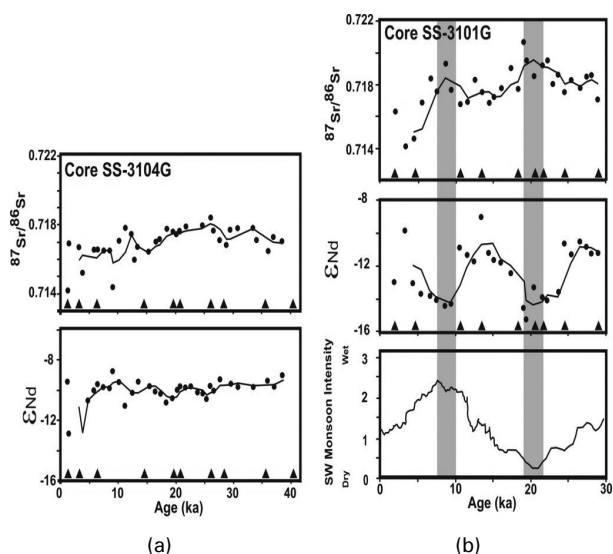 Core SS-3104G
87Sr/86Sr
0.722
0.718
0.714
εNd
-8
-10
-16
0 10 20 30 40
Age (ka)
(a)
Core SS-3101G
87Sr/86Sr
0.722
0.718
0.714
εNd
-8
-12
-16
SW Monsoon Intensity
Wet
Dry
3
2
1
0
0 10 20 30
Age (ka)
(b)